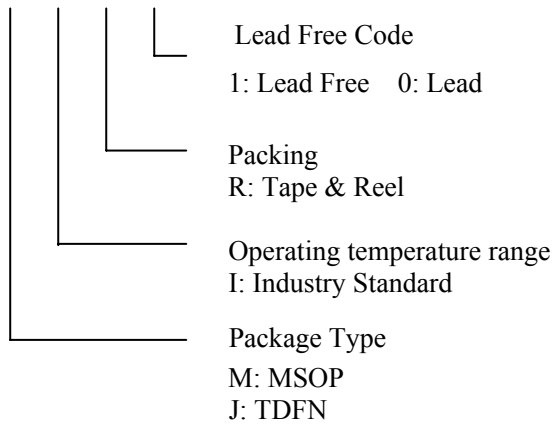 Lead Free Code
1: Lead Free 0: Lead
Packing
R: Tape & Reel
Operating temperature range
I: Industry Standard
Package Type
M: MSOP
J: TDFN